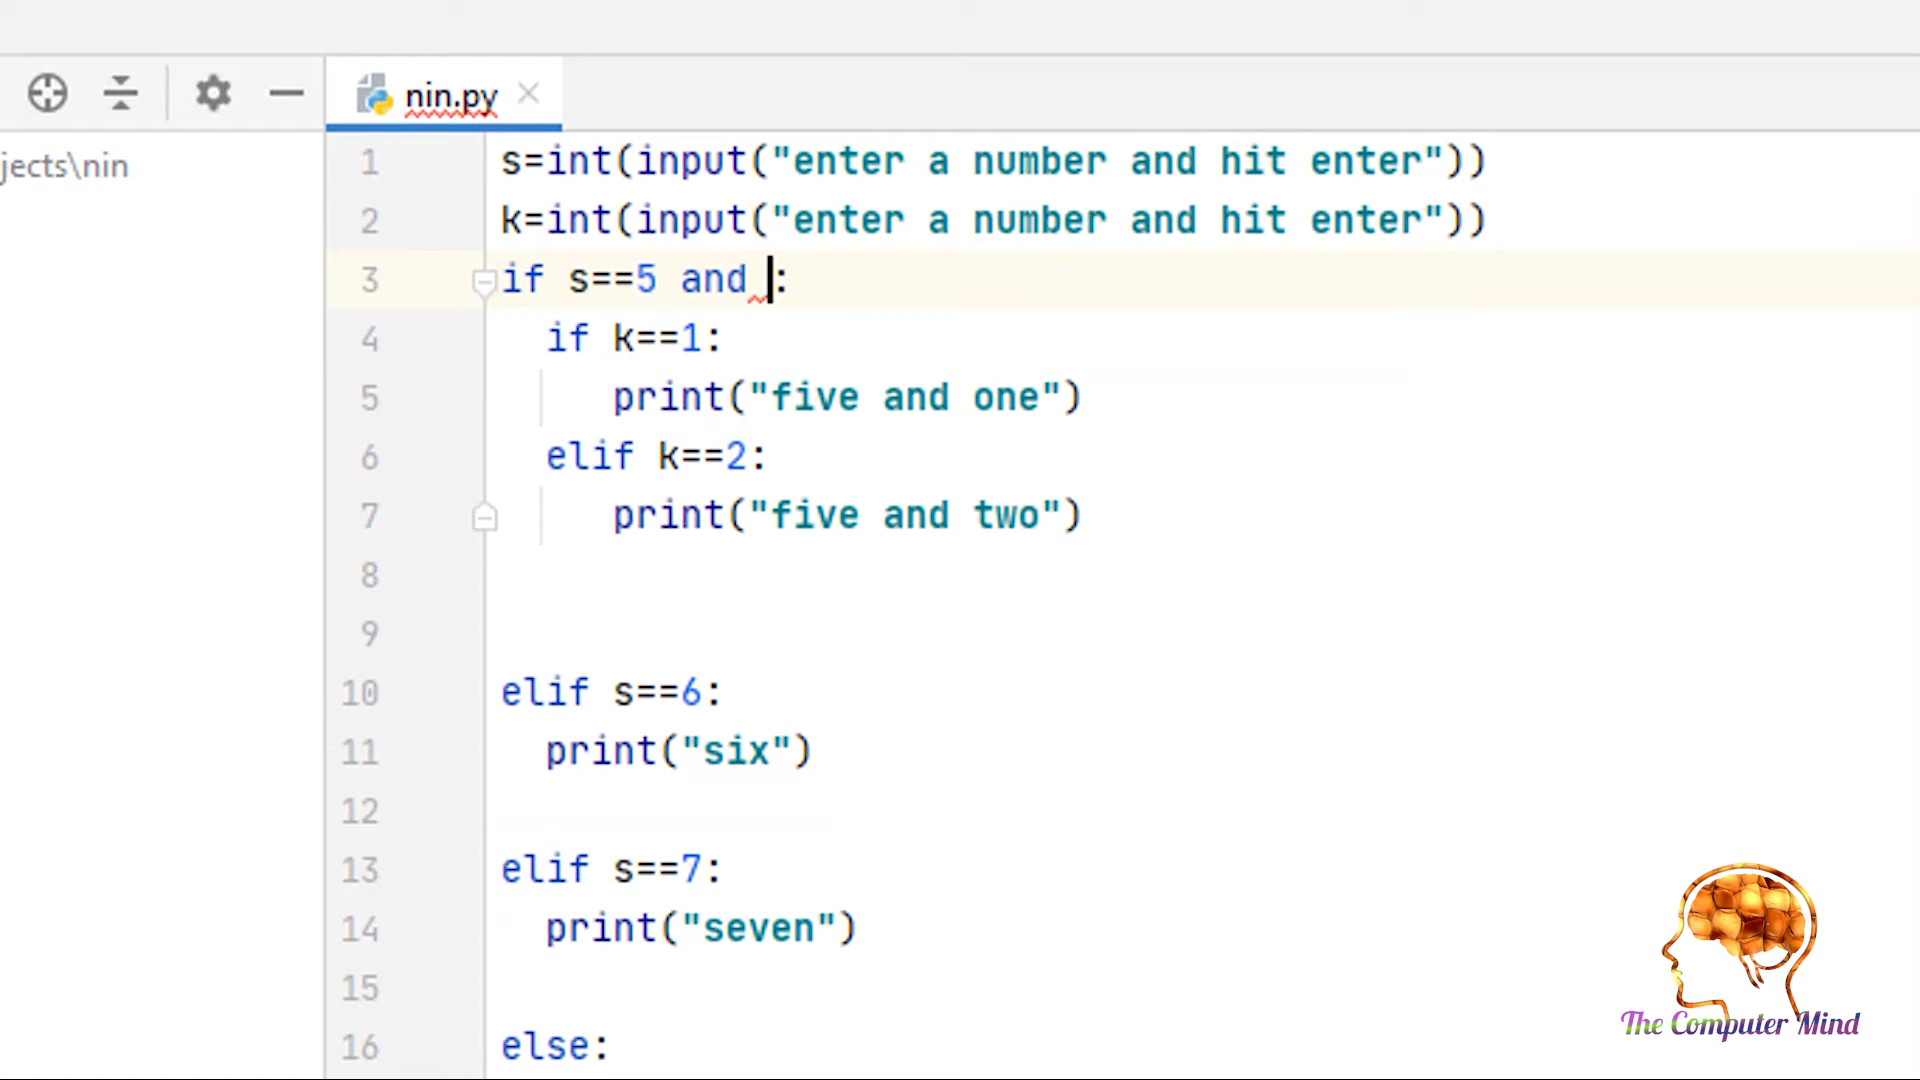 nin.py
jects\nin
1 s=int(input("enter a number and hit enter"))
2 k=int(input("enter a number and hit enter"))
3 if s==5 and :
4 if k==1:
5 print("five and one")
6 elif k==2:
7 print("five and two")
8
9
10 elif s==6:
11 print("six")
12
13 elif s==7:
14 print("seven")
15
16 else:
The Computer Mind